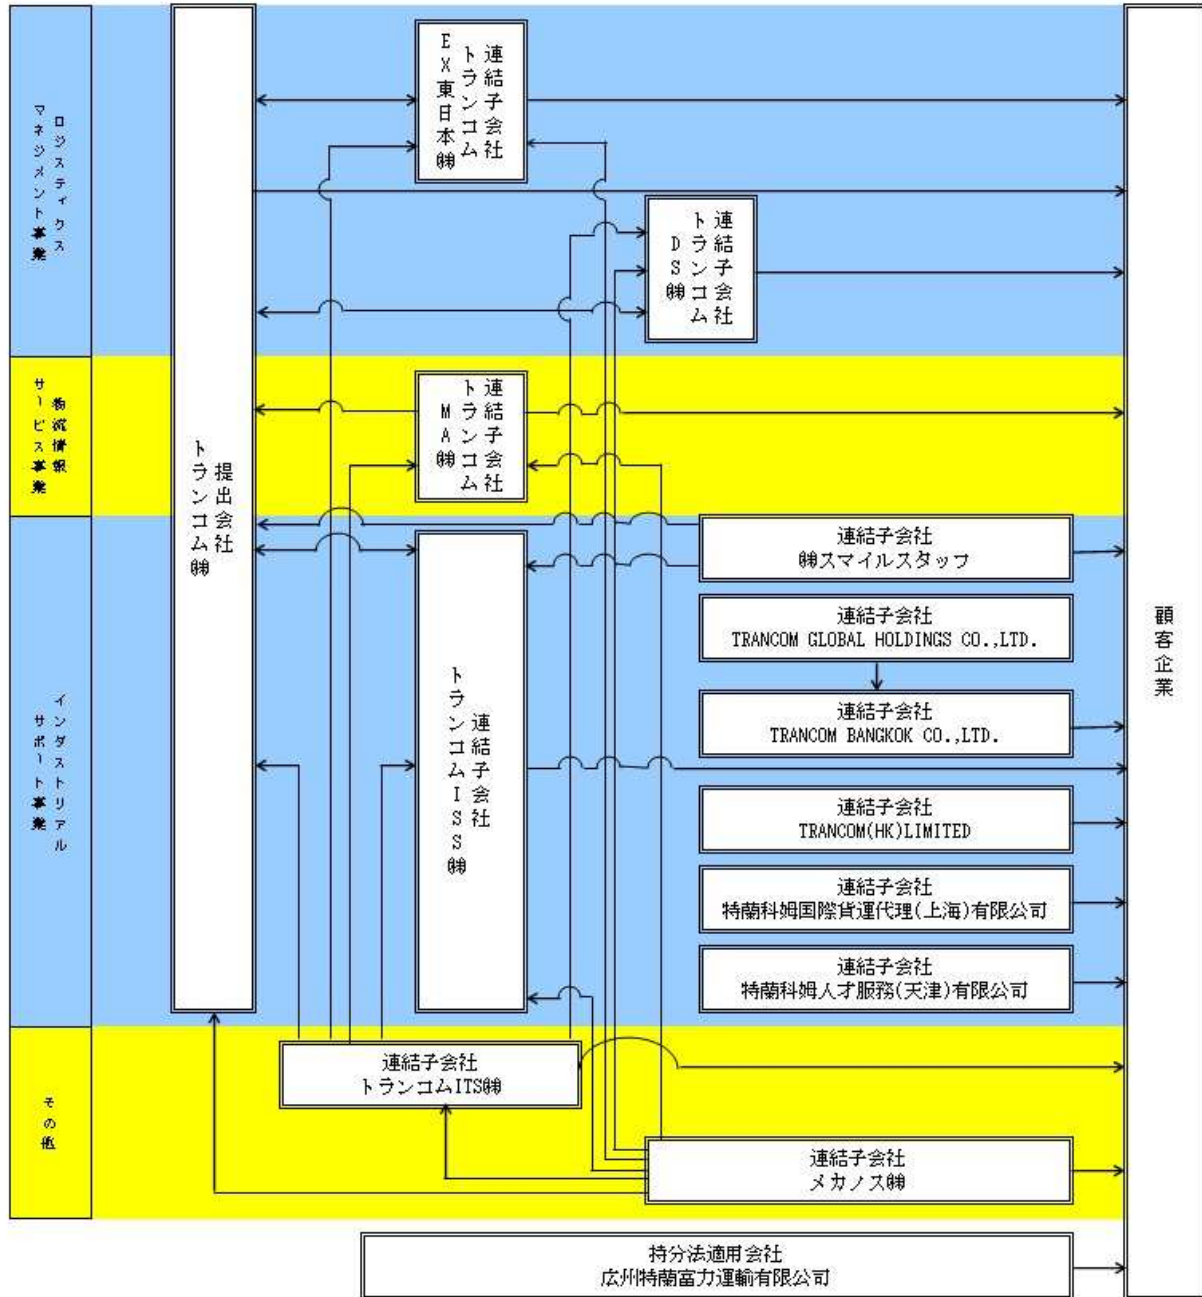 ロジスティクス
マネジメント事業
物流情報
サービス事業
インダストリアル
サポート事業
その他
提出会社
トランコム㈱
連結子会社
トランコム
EX東日本㈱
連結子会社
トランコム
DS㈱
連結子会社
トランコム
MA㈱
連結子会社
トランコムISS㈱
連結子会社
㈱スマイルスタッフ
連結子会社
TRANCOM GLOBAL HOLDINGS CO.,LTD.
連結子会社
TRANCOM BANGKOK CO.,LTD.
連結子会社
TRANCOM(HK)LIMITED
連結子会社
特蘭科姆国際貨運代理(上海)有限公司
連結子会社
特蘭科姆人才服務(天津)有限公司
連結子会社
トランコムITS㈱
連結子会社
メカノス㈱
持分法適用会社
広州特蘭富力運輸有限公司
顧客企業